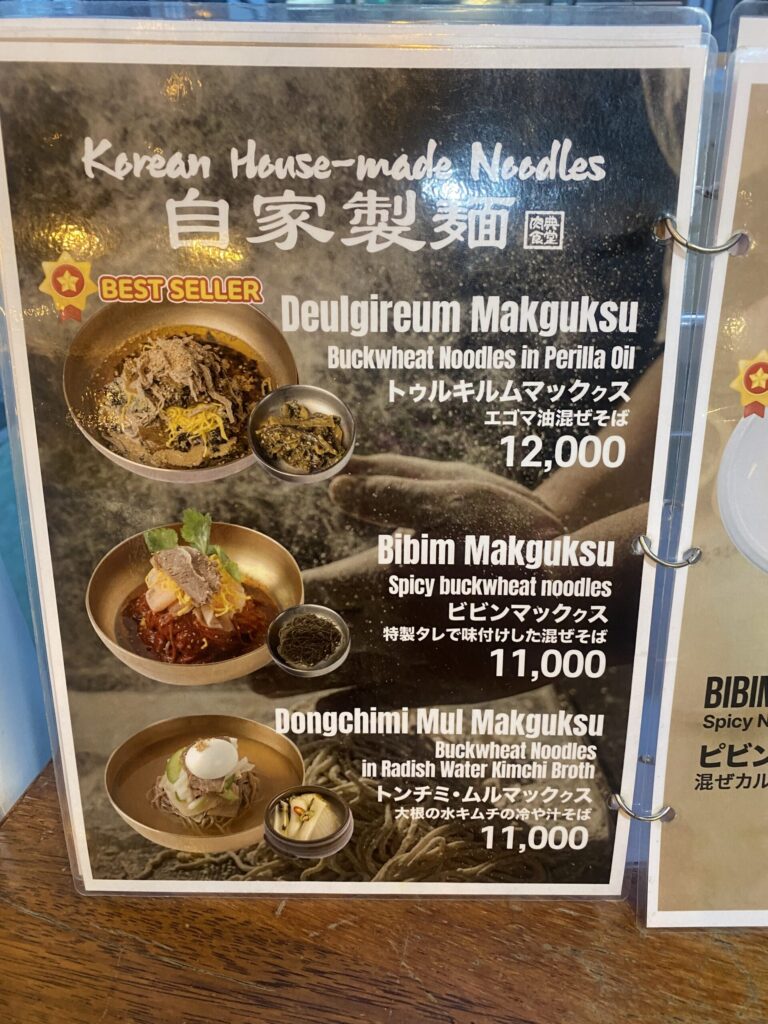 Korean House-made Noodles
自家製麺
肉典
食堂
BEST SELLER
Deulgireum Makguksu
Buckwheat Noodles in Perilla Oil
トゥルキルムマックㇰス
エゴマ油混ぜそば
12,000
Bibim Makguksu
Spicy buckwheat noodles
ビビンマックㇰス
特製タレで味付けした混ぜそば
11,000
Dongchimi Mul Makguksu
Buckwheat Noodles
in Radish Water Kimchi Broth
トンチミ・ムルマックㇰス
大根の水キムチの冷や汁そば
11,000
BIBIM
Spicy N
ピビン
混ぜカル